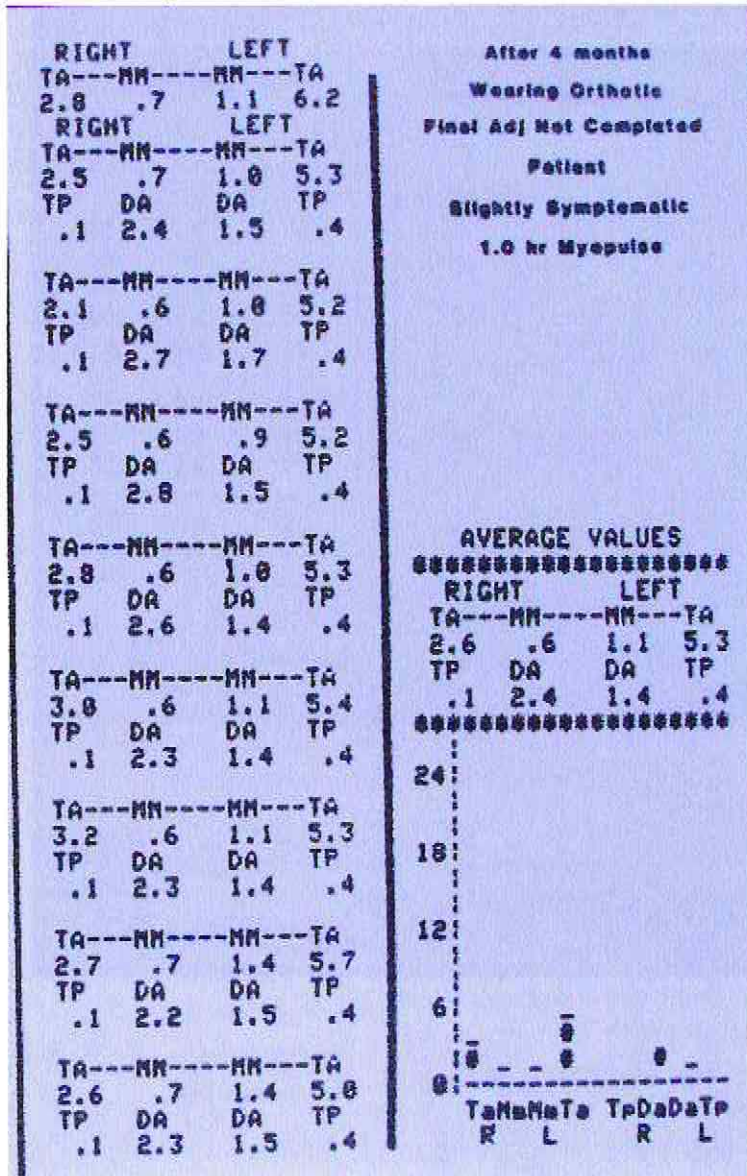 RIGHT LEFT
TA---MM----MM---TA
2.8 .7 1.1 6.2
RIGHT LEFT
TA---MM----MM---TA
2.5 .7 1.0 5.3
TP DA DA TP
.1 2.4 1.5 .4
TA---MM----MM---TA
2.1 .6 1.0 5.2
TP DA DA TP
.1 2.7 1.7 .4
TA---MM----MM---TA
2.5 .6 .9 5.2
TP DA DA TP
.1 2.8 1.5 .4
TA---MM----MM---TA
2.8 .6 1.0 5.3
TP DA DA TP
.1 2.6 1.4 .4
TA---MM----MM---TA
3.0 .6 1.1 5.4
TP DA DA TP
.1 2.3 1.4 .4
TA---MM----MM---TA
3.2 .6 1.1 5.3
TP DA DA TP
.1 2.3 1.4 .4
TA---MM----MM---TA
2.7 .7 1.4 5.7
TP DA DA TP
.1 2.2 1.5 .4
TA---MM----MM---TA
2.6 .7 1.4 5.0
TP DA DA TP
.1 2.3 1.5 .4
After 4 months
Wearing Orthotic
Final Adj Not Completed
Patient
Slightly Symptomatic
1.0 hr Myopulse
AVERAGE VALUES
RIGHT LEFT
TA---MM----MM---TA
2.6 .6 1.1 5.3
TP DA DA TP
.1 2.4 1.4 .4
24
18
12
6
0
TaMmMmTa TpDaDaTp
R L R L